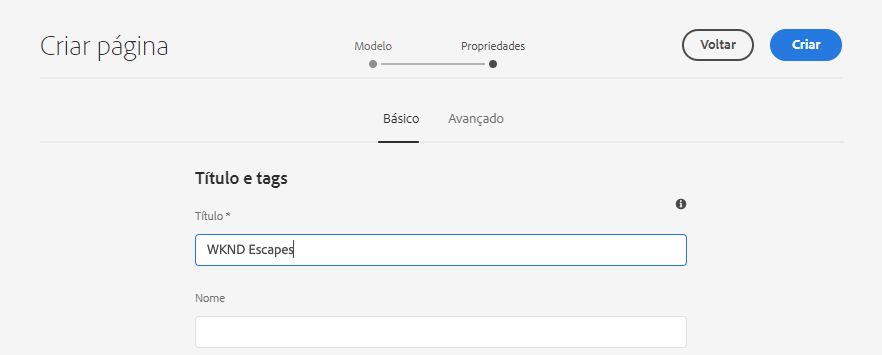 Criar página
Modelo
Propriedades
Voltar
Criar
Básico
Avançado
Título e tags
Título *
WKND Escapes
Nome